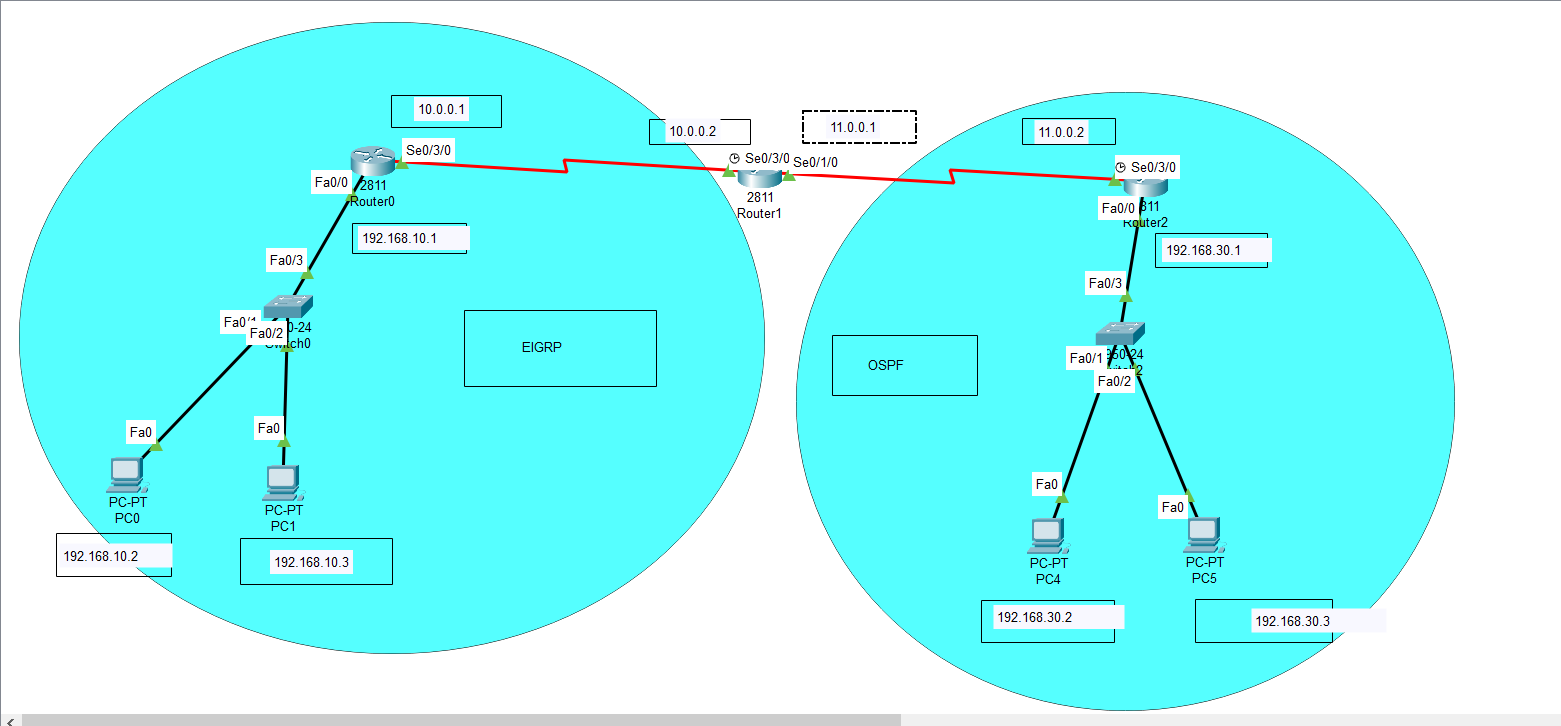 10.0.0.1
10.0.0.2
11.0.0.1
11.0.0.2
Se0/3/0
Se0/3/0
Se0/1/0
Se0/3/0
Fa0/0
2811
Router0
2811
Router1
Fa0/0
Router2
192.168.10.1
192.168.30.1
Fa0/3
Fa0/3
Fa0/2
EIGRP
OSPF
Fa0/1
Fa0/2
Fa0
Fa0
Fa0
Fa0
PC-PT
PC0
PC-PT
PC1
PC-PT
PC4
PC-PT
PC5
192.168.10.2
192.168.10.3
192.168.30.2
192.168.30.3